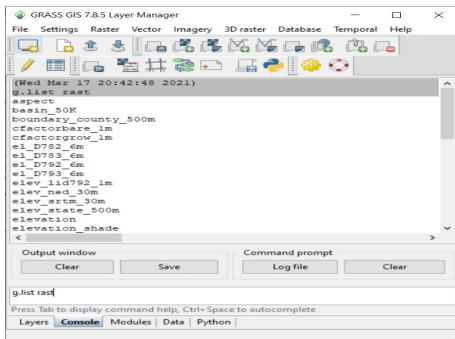 GRASS GIS 7.8.5 Layer Manager
File Settings Raster Vector Imagery 3D raster Database Temporal Help
(Wed Mar 17 20:42:48 2021)
g.list rast
aspect
basin_50K
boundary_county_500m
cfactorbare_1m
cfactorgrow_1m
el_D782_6m
el_D783_6m
el_D792_6m
el_D793_6m
elev_lid792_1m
elev_ned_30m
elev_srtm_30m
elev_state_500m
elevation
elevation_shade
Output window Command prompt
Clear Save Log file Clear
g.list rast
Press Tab to display command help, Ctrl+Space to autocomplete
Layers Console Modules Data Python